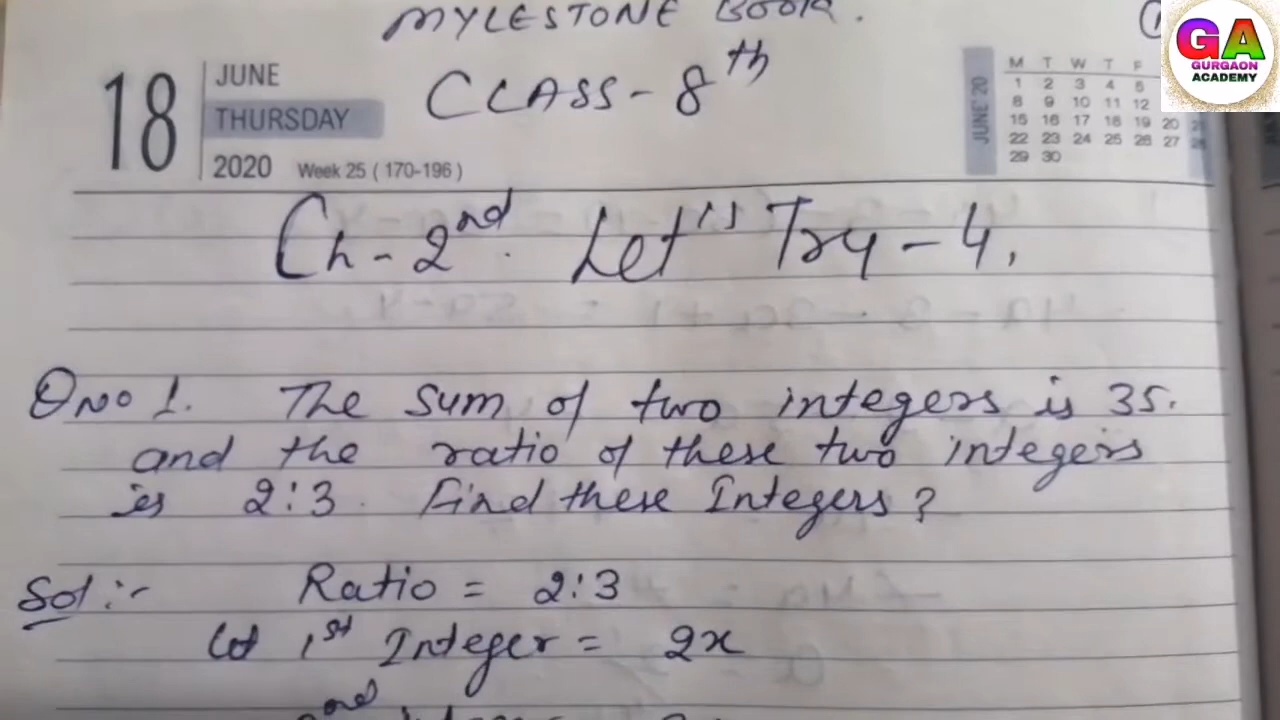 MYLESTONE BOOK.
GA
GURGAON
ACADEMY
18 JUNE
THURSDAY
2020 Week 25 (170-196)
CLASS - 8th
JUNE'20
M T W T F
1 2 3 4 5
8 9 10 11 12
15 16 17 18 19 20
22 23 24 25 26 27
29 30
Ch - 2nd. Let's Try - 4.
Q No 1. The sum of two integers is 35.
and the ratio of these two integers
is 2:3. Find these Integers?
Sol :- Ratio = 2:3
Let 1st Integer = 2x
2nd